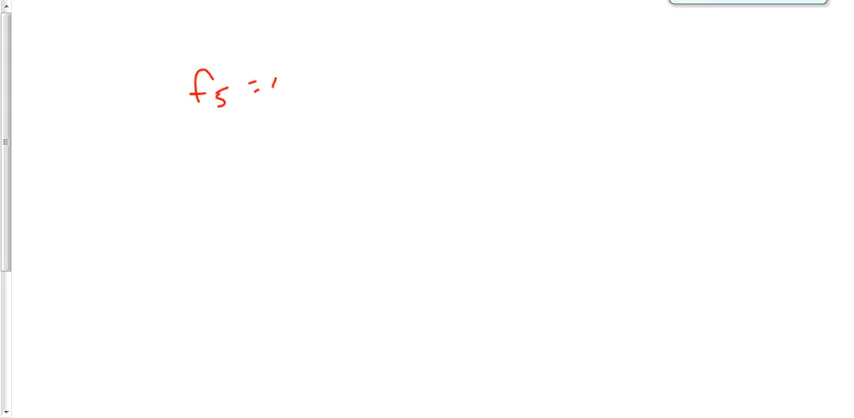 f₅ =